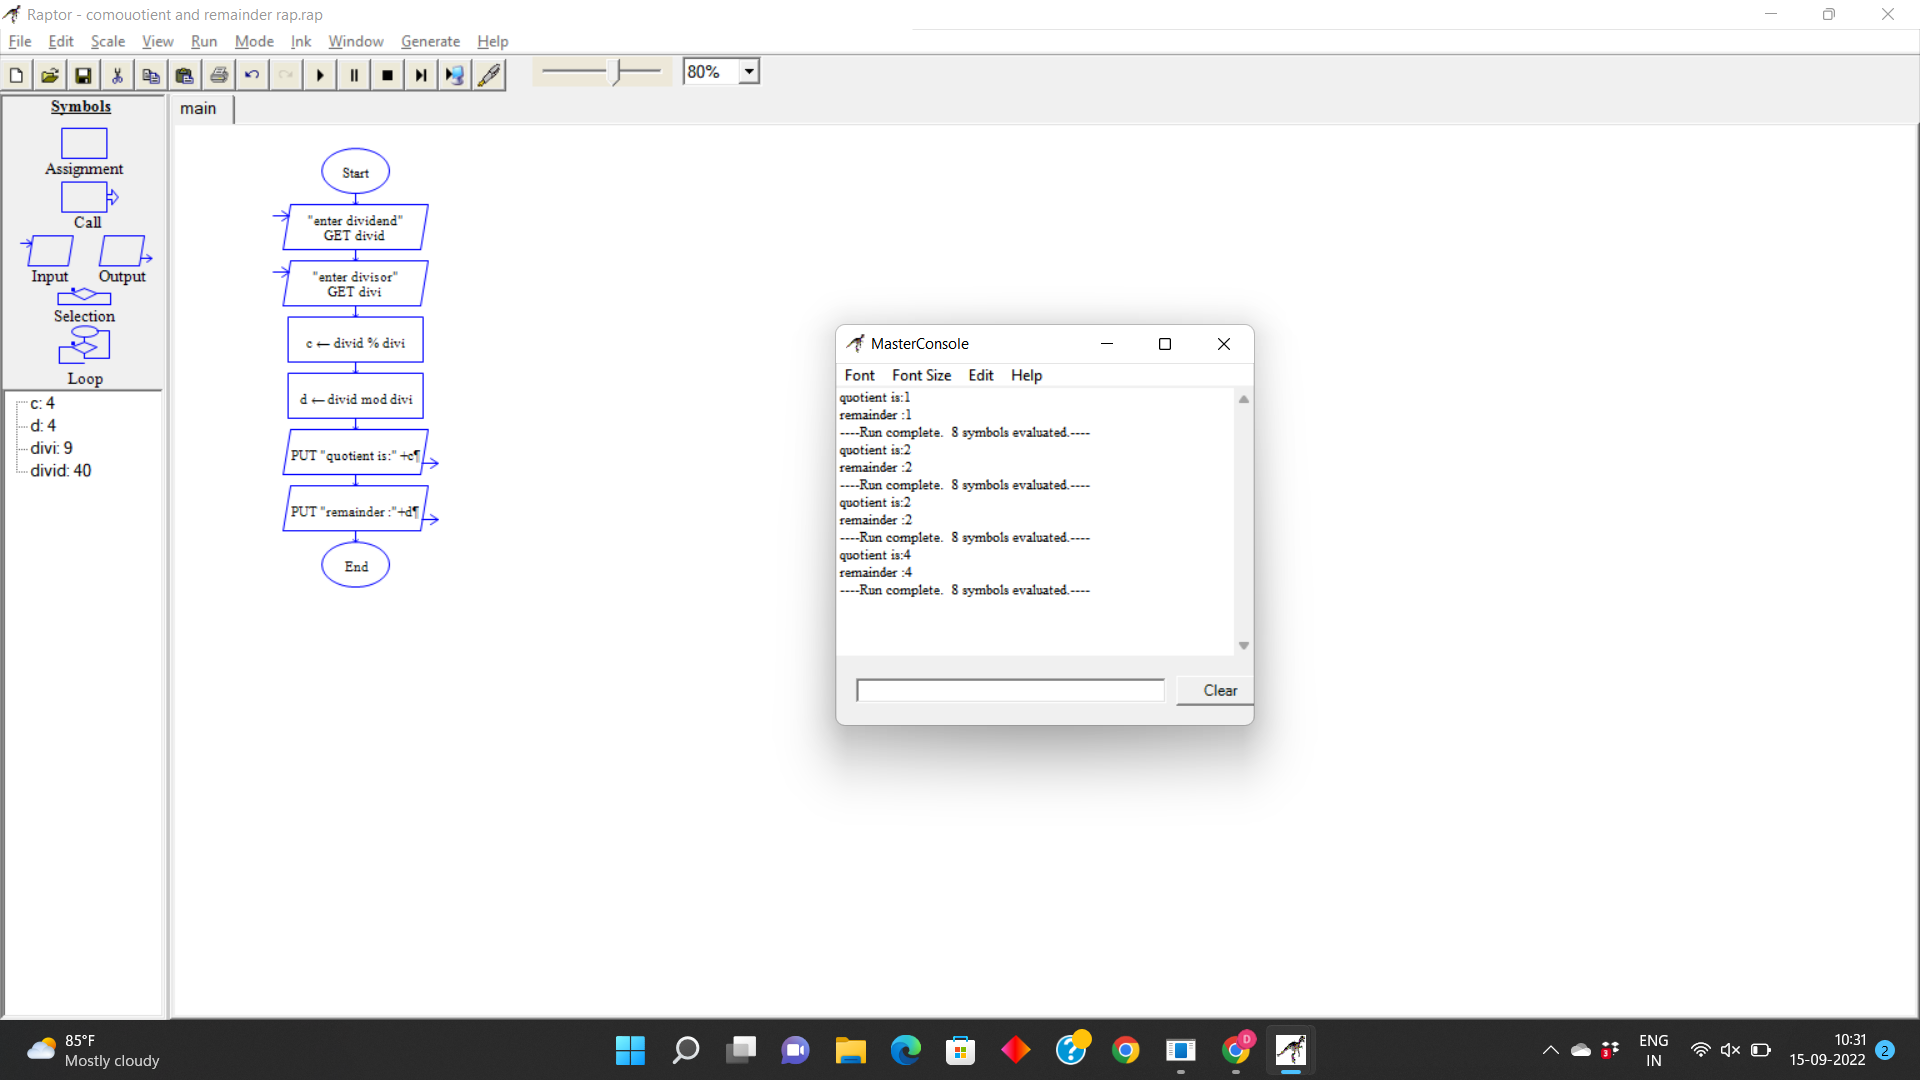 Raptor - comouotient and remainder rap.rap
File Edit Scale View Run Mode Ink Window Generate Help
80%
Symbols
main
Assignment
Call
Input Output
Selection
Loop
c: 4
d: 4
divi: 9
divid: 40
Start
"enter dividend"
GET divid
"enter divisor"
GET divi
c ← divid % divi
d ← divid mod divi
PUT "quotient is:" +c¶
PUT "remainder :"+d¶
End
MasterConsole
Font Font Size Edit Help
quotient is:1
remainder :1
----Run complete.  8 symbols evaluated.----
quotient is:2
remainder :2
----Run complete.  8 symbols evaluated.----
quotient is:2
remainder :2
----Run complete.  8 symbols evaluated.----
quotient is:4
remainder :4
----Run complete.  8 symbols evaluated.----
Clear
85°F
Mostly cloudy
D
3
ENG
IN
10:31
15-09-2022
2